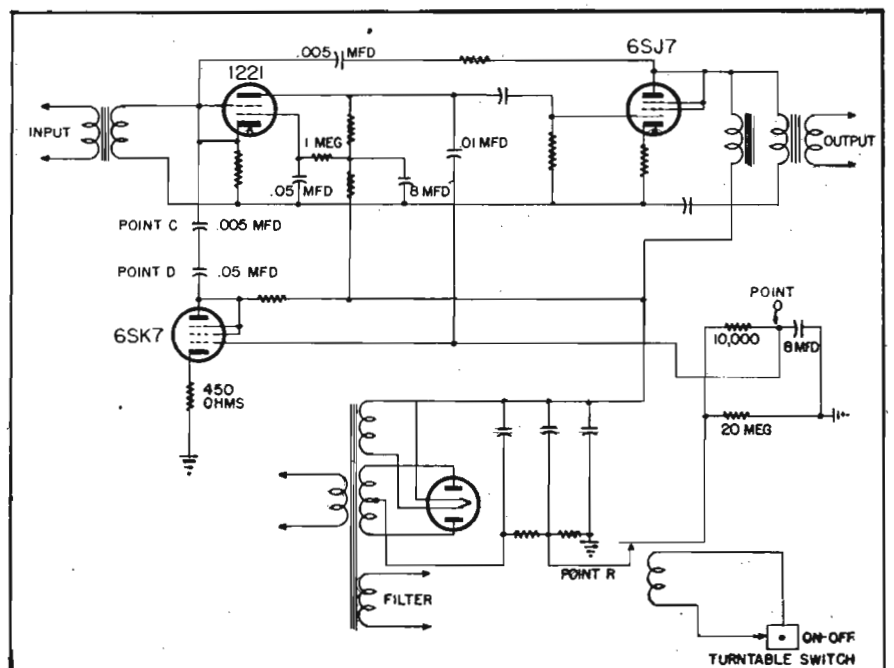 .005 MFD
6SJ7
1221
INPUT
1 MEG
.01 MFD
OUTPUT
.05 MFD
8 MFD
POINT C
.005 MFD
POINT D
.05 MFD
6SK7
POINT
O
10,000
8 MFD
450
OHMS
20 MEG
FILTER
POINT R
ON-OFF
TURNTABLE SWITCH